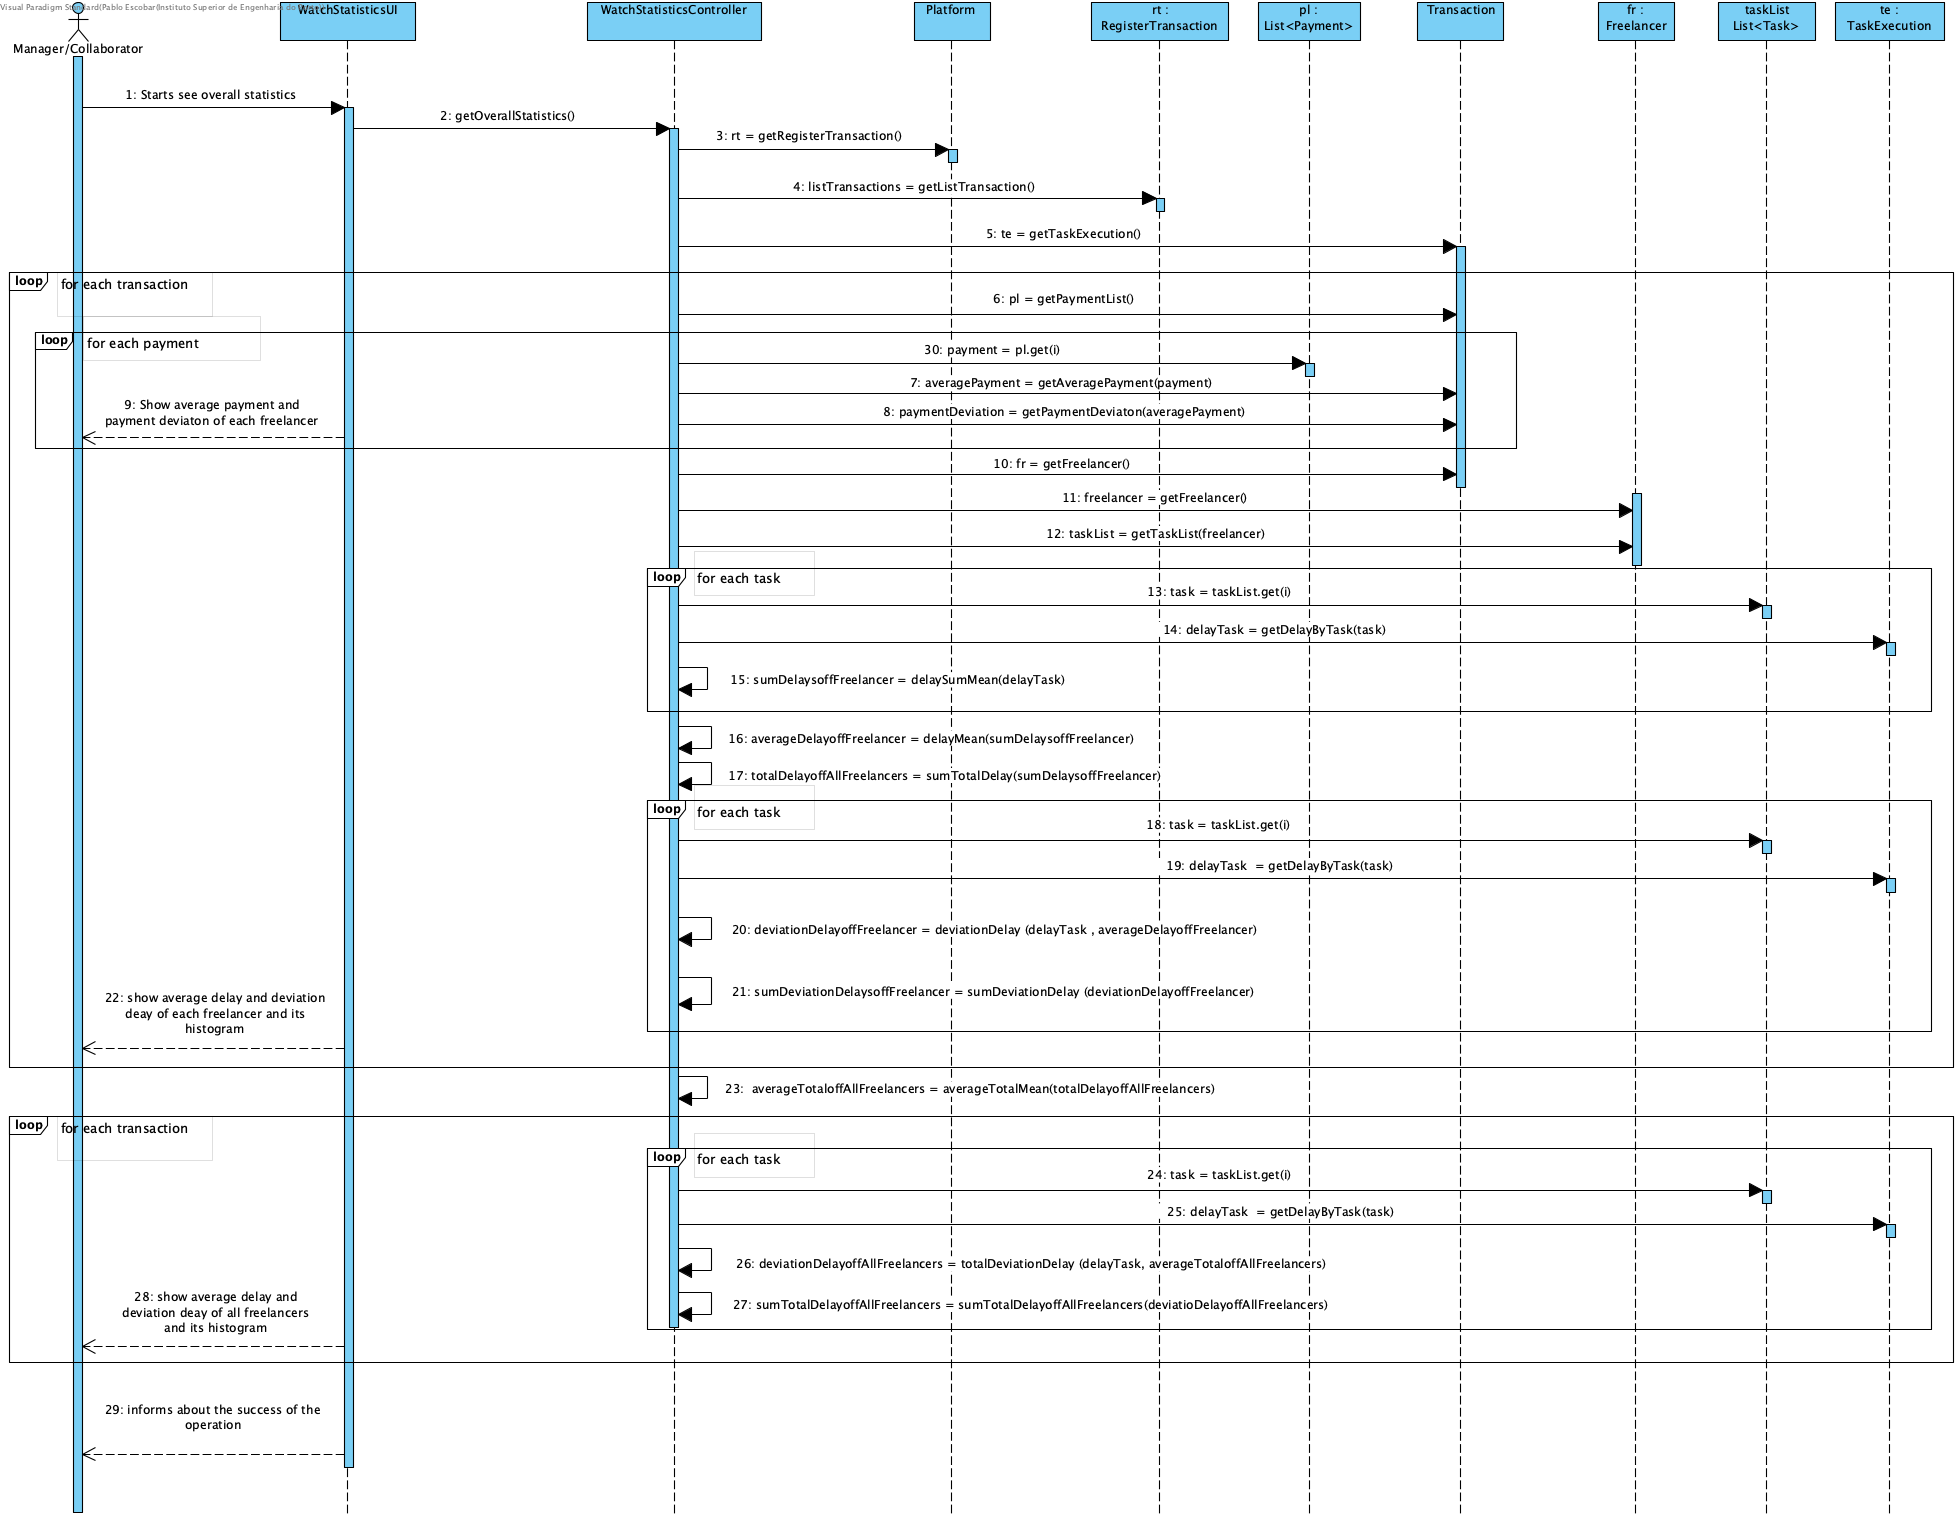 Visual Paradigm Standard(Pablo Escobar(Instituto Superior de Engenharia do
Manager/Collaborator
WatchStatisticsUI
WatchStatisticsController
Platform
rt :
RegisterTransaction
pl :
List<Payment>
Transaction
fr :
Freelancer
taskList
List<Task>
te :
TaskExecution
1: Starts see overall statistics
2: getOverallStatistics()
3: rt = getRegisterTransaction()
4: listTransactions = getListTransaction()
5: te = getTaskExecution()
loop
for each transaction
6: pl = getPaymentList()
loop
for each payment
30: payment = pl.get(i)
7: averagePayment = getAveragePayment(payment)
8: paymentDeviation = getPaymentDeviaton(averagePayment)
9: Show average payment and
payment deviaton of each freelancer
10: fr = getFreelancer()
11: freelancer = getFreelancer()
12: taskList = getTaskList(freelancer)
loop
for each task
13: task = taskList.get(i)
14: delayTask = getDelayByTask(task)
15: sumDelaysoffFreelancer = delaySumMean(delayTask)
16: averageDelayoffFreelancer = delayMean(sumDelaysoffFreelancer)
17: totalDelayoffAllFreelancers = sumTotalDelay(sumDelaysoffFreelancer)
loop
for each task
18: task = taskList.get(i)
19: delayTask  = getDelayByTask(task)
20: deviationDelayoffFreelancer = deviationDelay (delayTask , averageDelayoffFreelancer)
21: sumDeviationDelaysoffFreelancer = sumDeviationDelay (deviationDelayoffFreelancer)
22: show average delay and deviation
deay of each freelancer and its
histogram
23:  averageTotaloffAllFreelancers = averageTotalMean(totalDelayoffAllFreelancers)
loop
for each transaction
loop
for each task
24: task = taskList.get(i)
25: delayTask  = getDelayByTask(task)
26: deviationDelayoffAllFreelancers = totalDeviationDelay (delayTask, averageTotaloffAllFreelancers)
27: sumTotalDelayoffAllFreelancers = sumTotalDelayoffAllFreelancers(deviatioDelayoffAllFreelancers)
28: show average delay and
deviation deay of all freelancers
and its histogram
29: informs about the success of the
operation